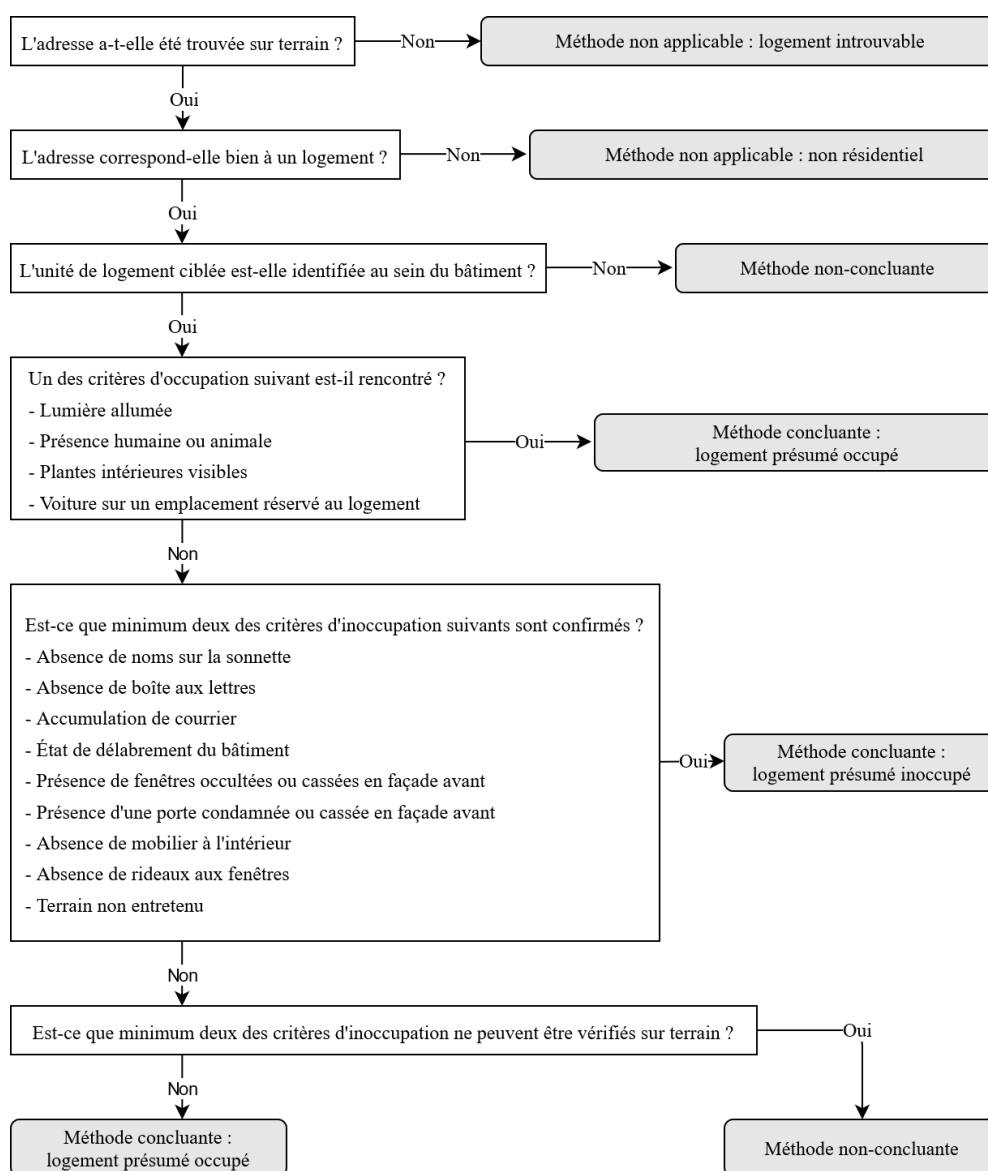 L'adresse a-t-elle été trouvée sur terrain ?
Non
Méthode non applicable : logement introuvable
Oui
L'adresse correspond-elle bien à un logement ?
Non
Méthode non applicable : non résidentiel
Oui
L'unité de logement ciblée est-elle identifiée au sein du bâtiment ?
Non
Méthode non-concluante
Oui
Un des critères d'occupation suivant est-il rencontré ?
- Lumière allumée
- Présence humaine ou animale
- Plantes intérieures visibles
- Voiture sur un emplacement réservé au logement
Oui
Méthode concluante :
logement présumé occupé
Non
Est-ce que minimum deux des critères d'inoccupation suivants sont confirmés ?
- Absence de noms sur la sonnette
- Absence de boîte aux lettres
- Accumulation de courrier
- État de délabrement du bâtiment
- Présence de fenêtres occultées ou cassées en façade avant
- Présence d'une porte condamnée ou cassée en façade avant
- Absence de mobilier à l'intérieur
- Absence de rideaux aux fenêtres
- Terrain non entretenu
Oui
Méthode concluante :
logement présumé inoccupé
Non
Est-ce que minimum deux des critères d'inoccupation ne peuvent être vérifiés sur terrain ?
Oui
Non
Méthode concluante :
logement présumé occupé
Méthode non-concluante